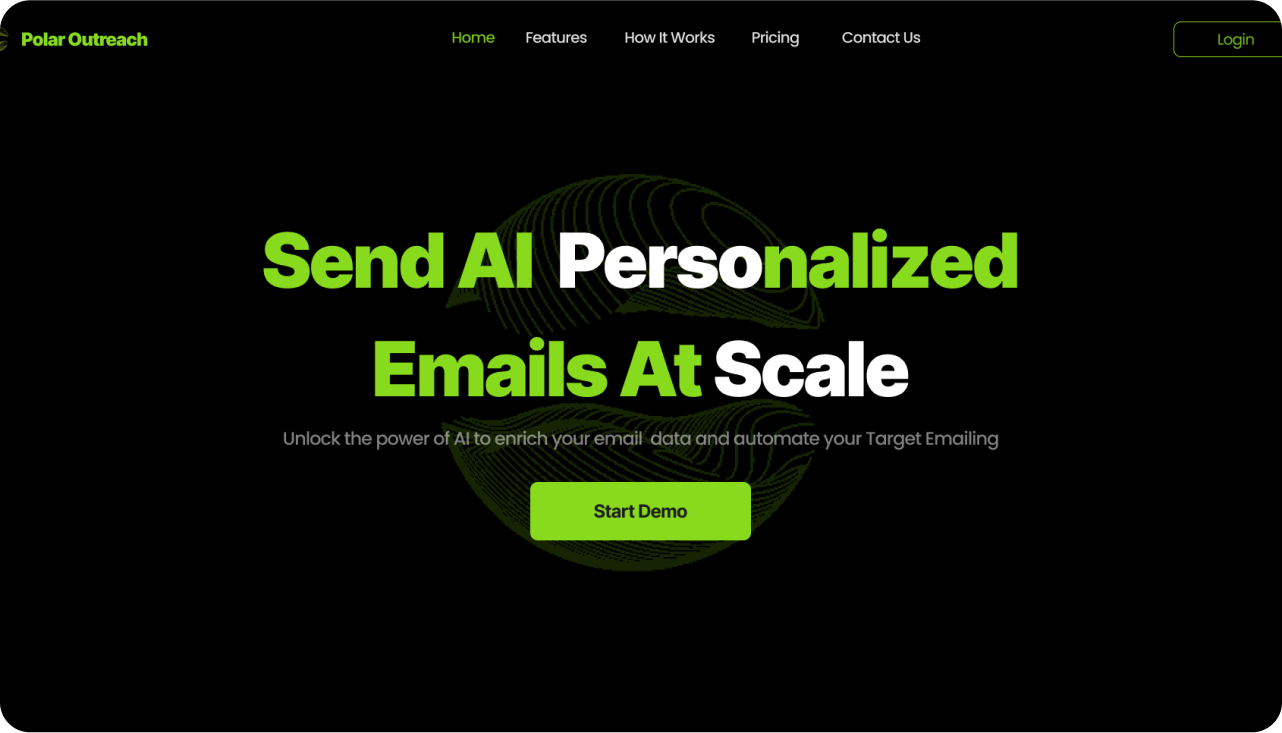 Polar Outreach
Home Features How It Works Pricing Contact Us
Login
Send AI Personalized
Emails At Scale
Unlock the power of AI to enrich your email data and automate your Target Emailing
Start Demo